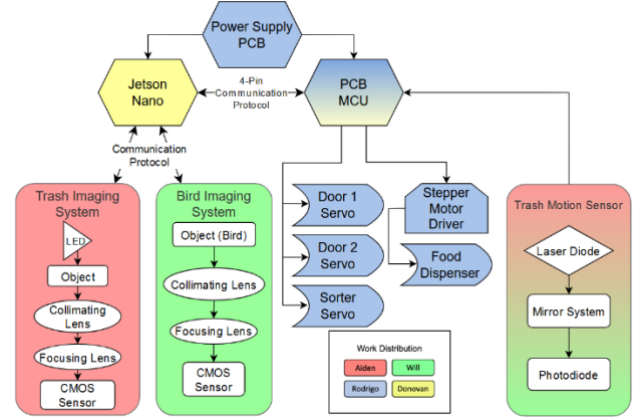 Power Supply
PCB
Jetson
Nano
4-Pin
Communication
Protocol
PCB
MCU
Communication
Protocol
Trash Imaging
System
LED
Object
Collimating
Lens
Focusing Lens
CMOS
Sensor
Bird Imaging
System
Object (Bird)
Collimating Lens
Focusing Lens
CMOS
Sensor
Door 1
Servo
Door 2
Servo
Sorter
Servo
Stepper
Motor
Driver
Food
Dispenser
Trash Motion Sensor
Laser Diode
Mirror System
Photodiode
Work Distribution
Aiden
Will
Rodrigo
Donovan